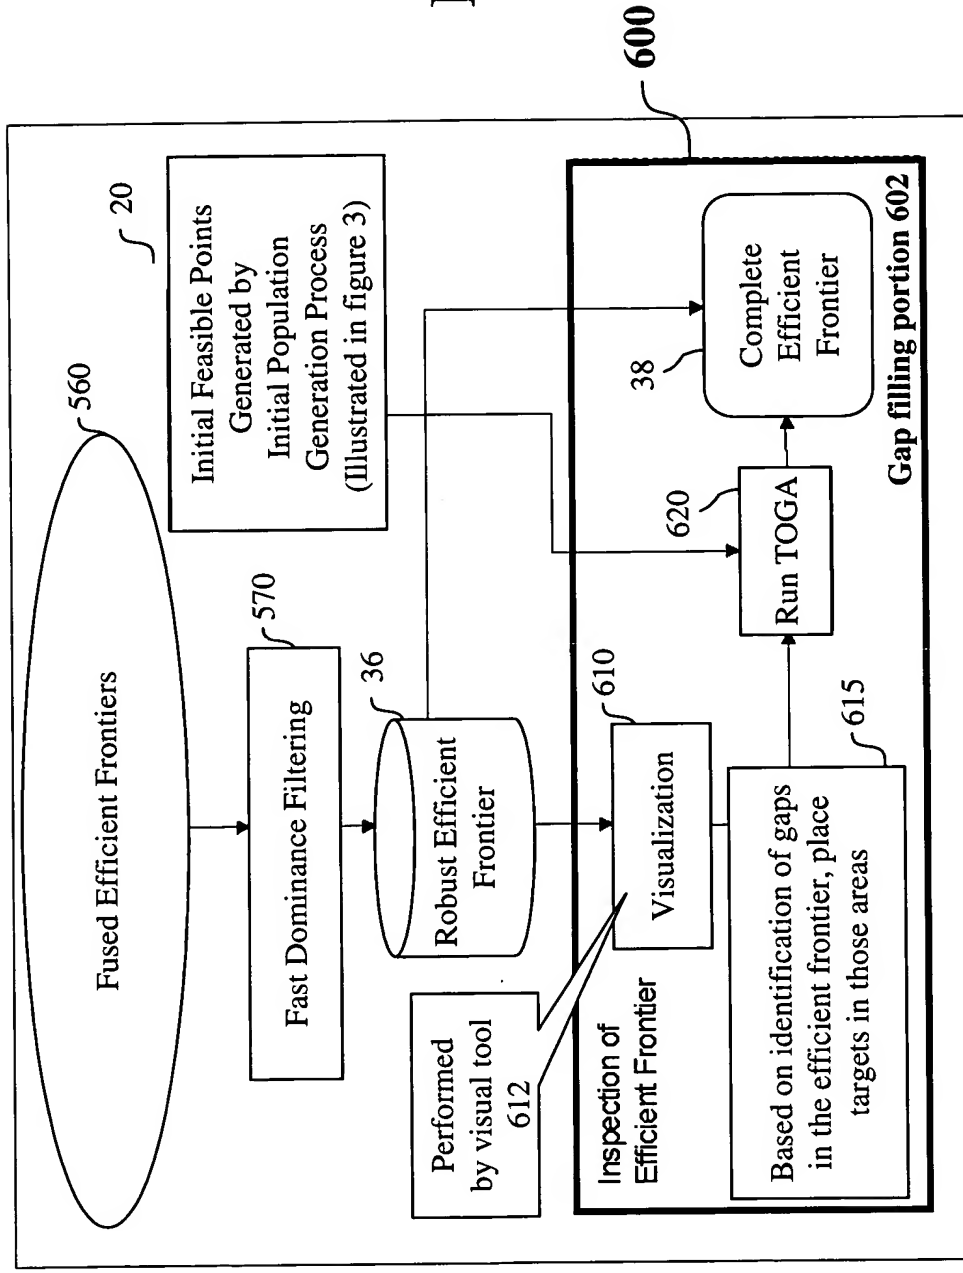 Fused Efficient Frontiers
560
20
Initial Feasible Points
Generated by
Initial Population
Generation Process
(Illustrated in figure 3)
Fast Dominance Filtering
570
Robust Efficient
Frontier
36
Performed
by visual tool
612
600
Inspection of
Efficient Frontier
Visualization
610
Based on identification of gaps
in the efficient frontier, place
targets in those areas
615
Run TOGA
620
Complete
Efficient
Frontier
38
Gap filling portion 602